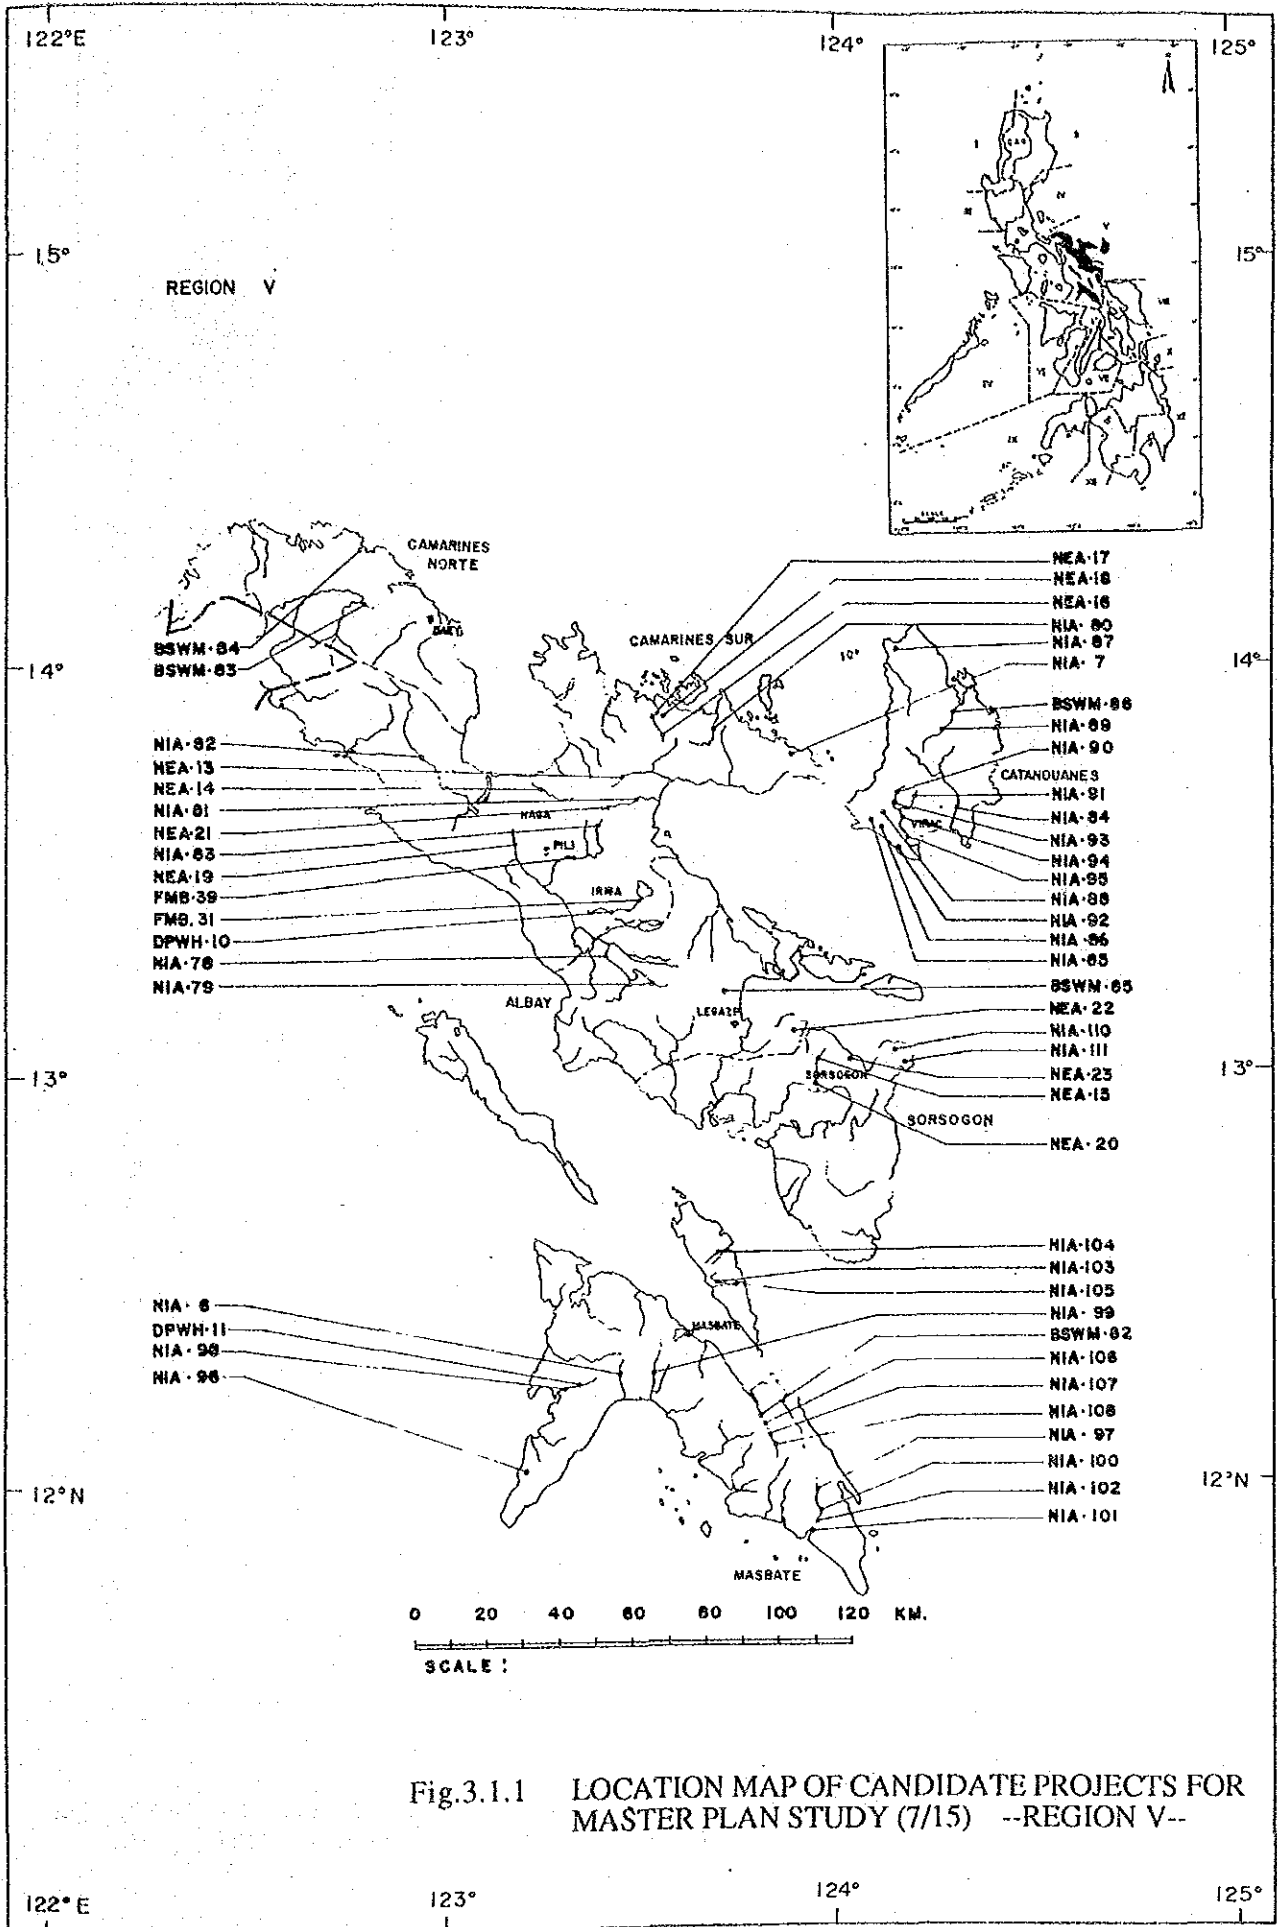 122°E
123°
124°
125°
15°
15°
REGION V
CAMARINES
NORTE
CAMARINES SUR
BSWM·84
BSWM·83
14°
14°
NEA·17
NEA·18
NEA·16
NIA·80
NIA·87
NIA·7
BSWM·86
NIA·89
NIA·90
CATANDUANES
NIA·91
NIA·84
NIA·93
NIA·94
NIA·95
NIA·88
NIA·92
NIA·86
NIA·85
VIRAC
NIA·82
NEA·13
NEA·14
NIA·81
NEA·21
NIA·83
NEA·19
FMB·39
FMB.31
DPWH·10
NIA·78
NIA·79
NAGA
PILI
IRIGA
ALBAY
LEGAZPI
BSWM·85
NEA·22
NIA·110
NIA·111
NEA·23
NEA·15
NEA·20
SORSOGON
SORSOGON
13°
13°
NIA·104
NIA·103
NIA·105
NIA·99
BSWM·82
NIA·106
NIA·107
NIA·108
NIA·97
NIA·100
NIA·102
NIA·101
NIA·6
DPWH·11
NIA·98
NIA·96
MASBATE
12°N
12°N
MASBATE
0 20 40 60 80 100 120 KM.
SCALE :
Fig.3.1.1 LOCATION MAP OF CANDIDATE PROJECTS FOR
MASTER PLAN STUDY (7/15) --REGION V--
122°E
123°
124°
125°